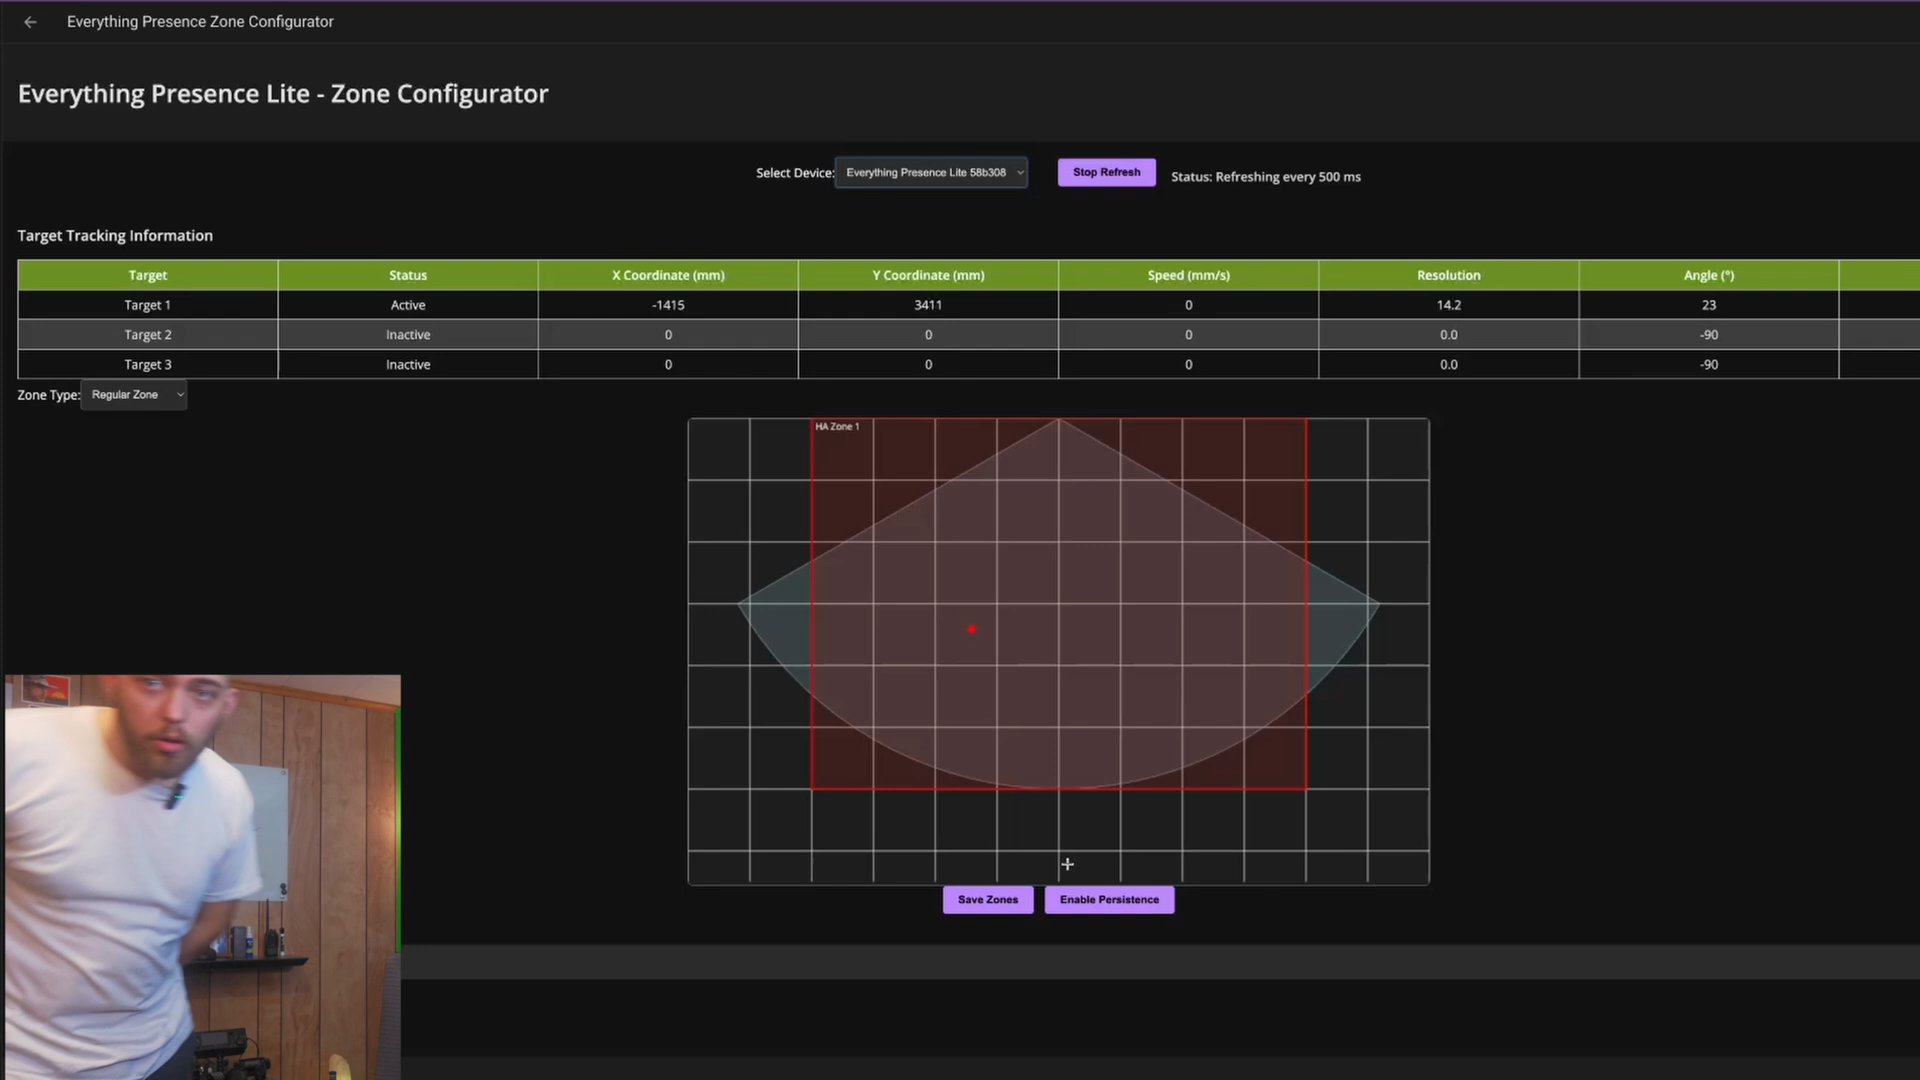 Everything Presence Zone Configurator
Everything Presence Lite - Zone Configurator
Select Device: Everything Presence Lite 58b308 Stop Refresh Status: Refreshing every 500 ms
Target Tracking Information
Target Status X Coordinate (mm) Y Coordinate (mm) Speed (mm/s) Resolution Angle (°)
Target 1 Active -1415 3411 0 14.2 23
Target 2 Inactive 0 0 0 0.0 -90
Target 3 Inactive 0 0 0 0.0 -90
Zone Type: Regular Zone
HA Zone 1
Save Zones Enable Persistence